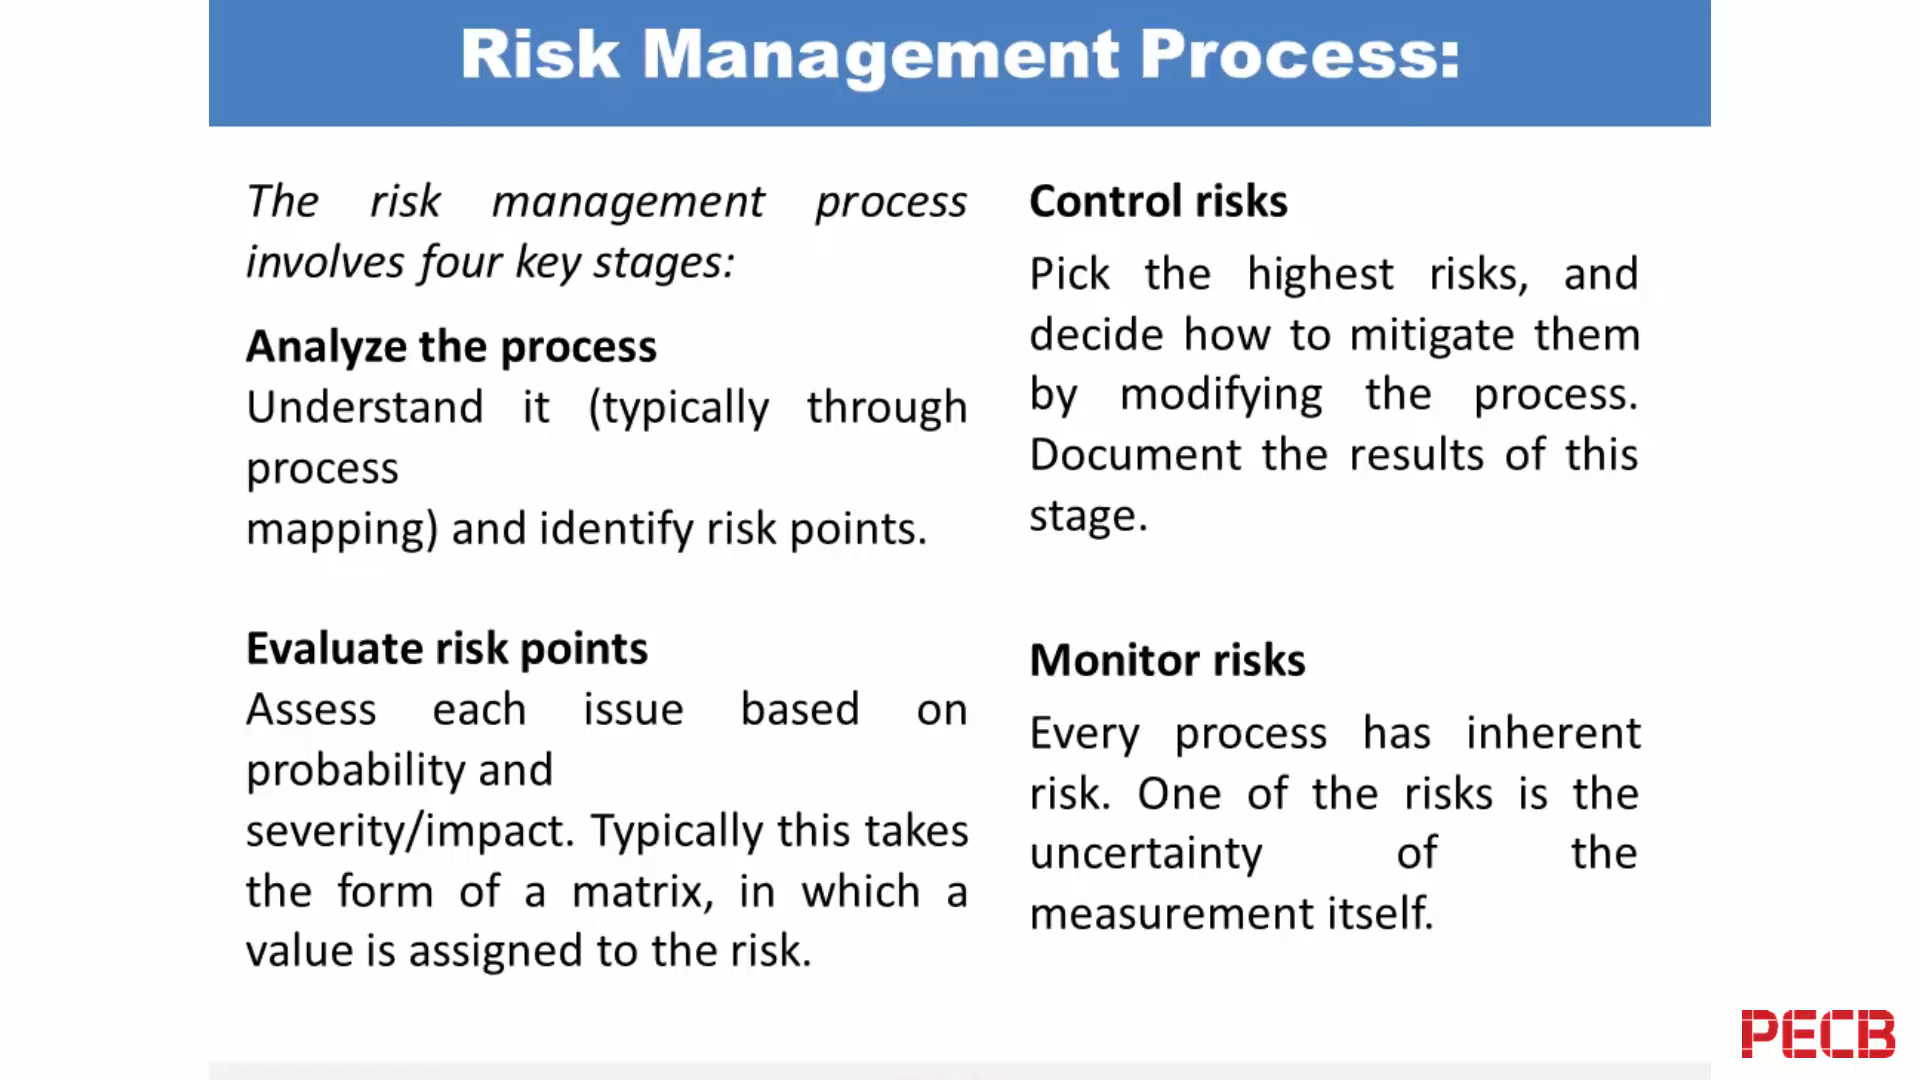 Risk Management Process:
The risk management process
involves four key stages:
Analyze the process
Understand it (typically through
process
mapping) and identify risk points.
Evaluate risk points
Assess each issue based on
probability and
severity/impact. Typically this takes
the form of a matrix, in which a
value is assigned to the risk.
Control risks
Pick the highest risks, and
decide how to mitigate them
by modifying the process.
Document the results of this
stage.
Monitor risks
Every process has inherent
risk. One of the risks is the
uncertainty of the
measurement itself.
PECB